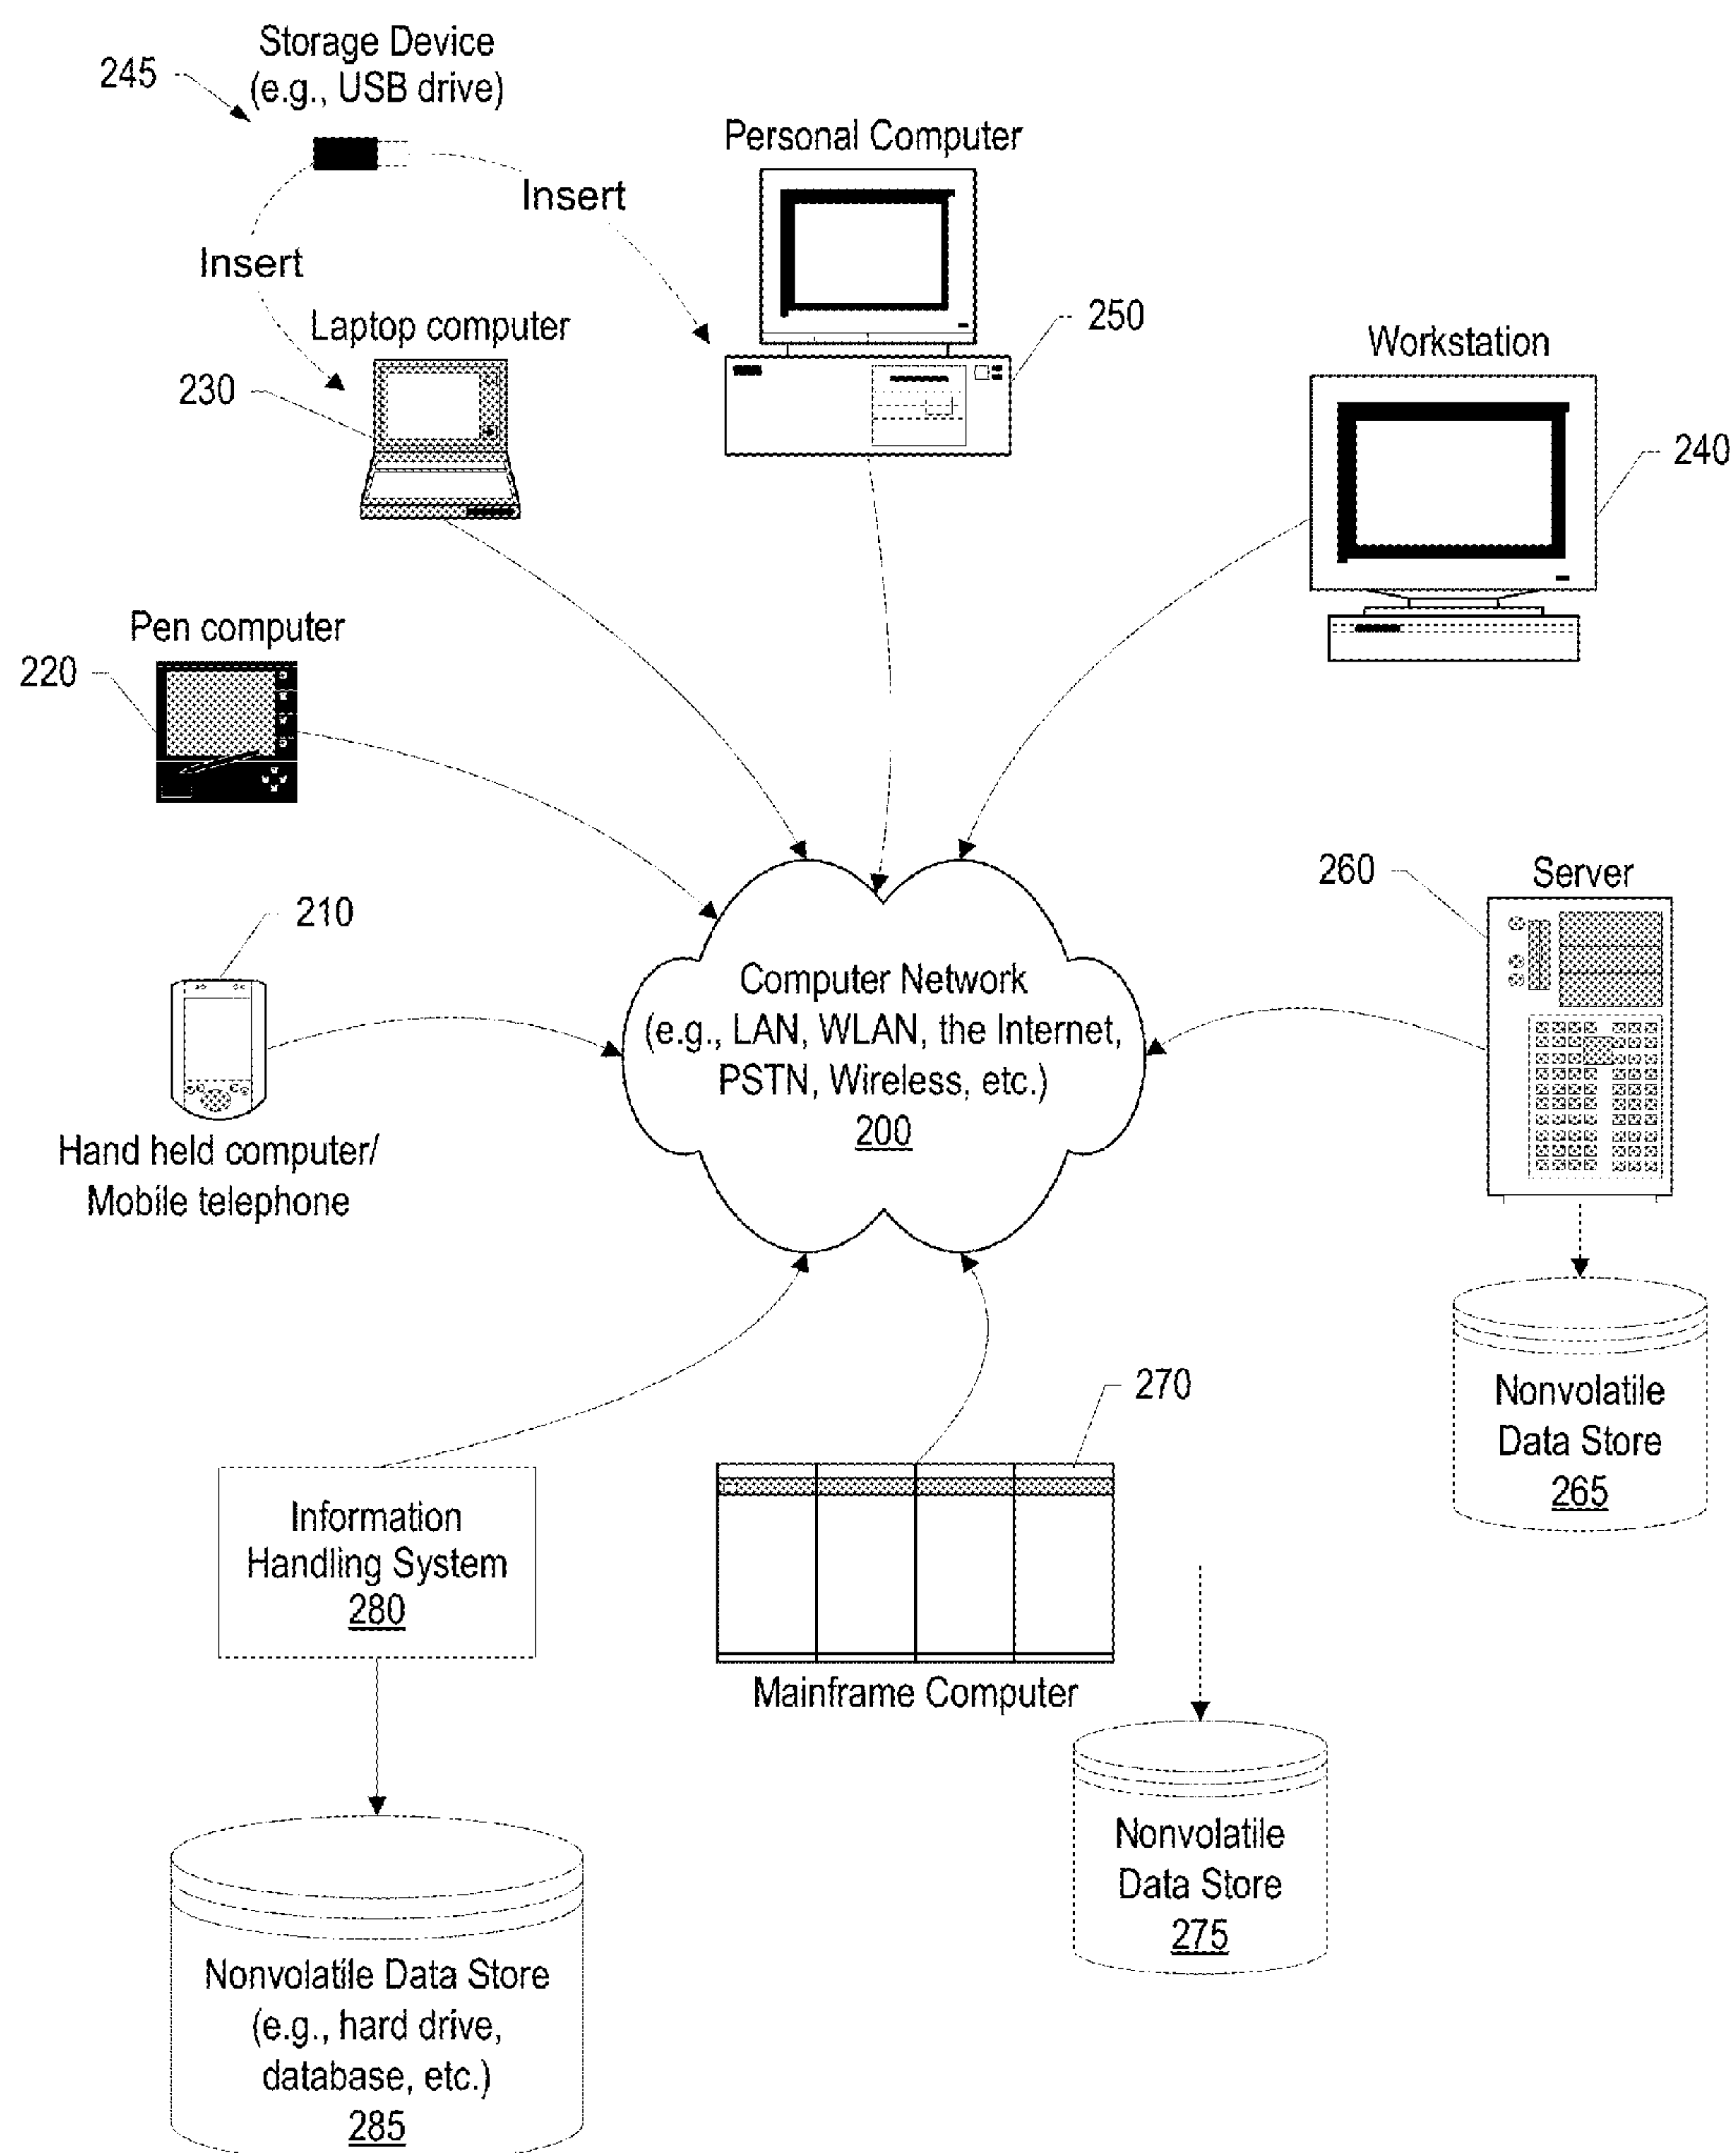 Storage Device
(e.g., USB drive)
245
Personal Computer
Insert
Insert
250
Laptop computer
230
Workstation
240
Pen computer
220
260
Server
210
Computer Network
(e.g., LAN, WLAN, the Internet,
PSTN, Wireless, etc.)
200
Hand held computer/
Mobile telephone
270
Nonvolatile
Data Store
265
Information
Handling System
280
Mainframe Computer
Nonvolatile
Data Store
275
Nonvolatile Data Store
(e.g., hard drive,
database, etc.)
285